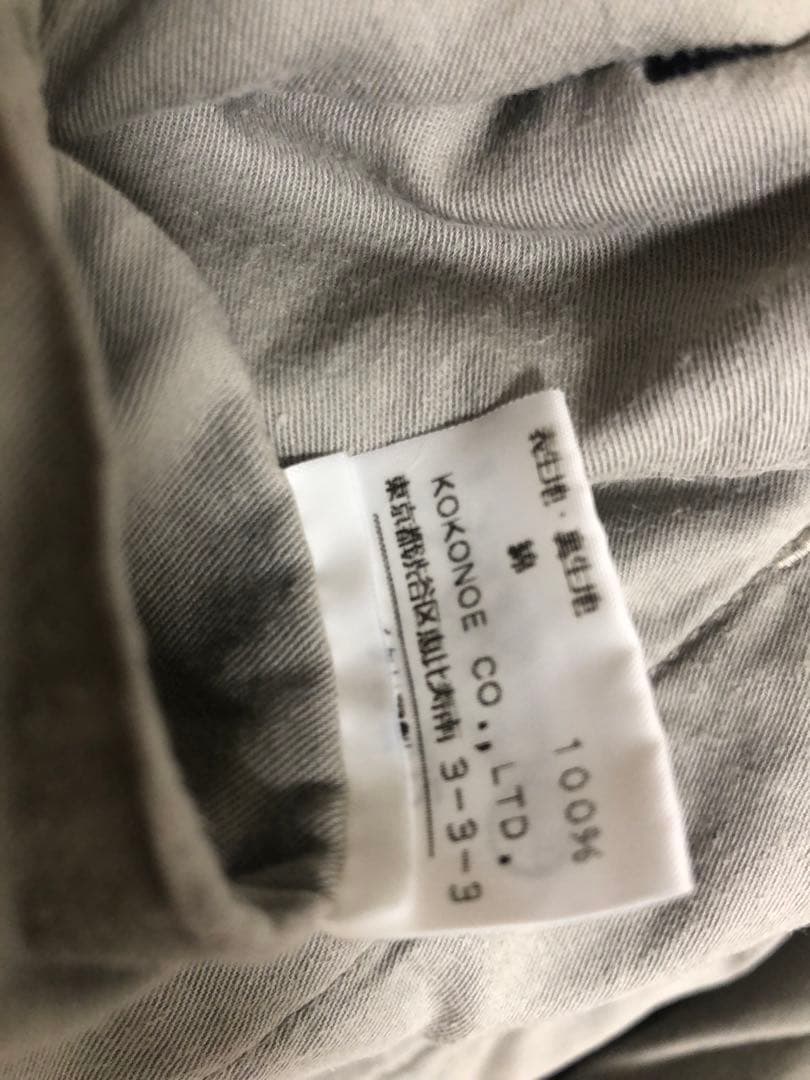 表生地・裏生地
綿 100%
KOKONOE CO., LTD.
東京都渋谷区恵比寿南 3-9-9